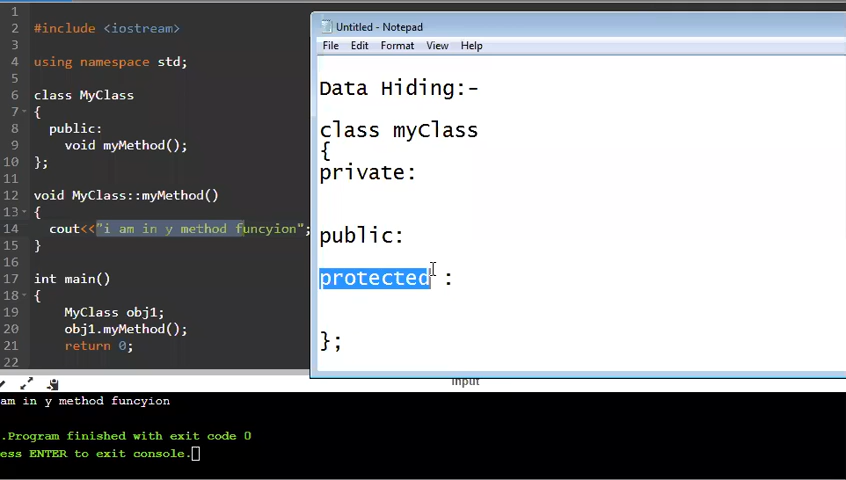 1
2 #include <iostream>
3
4 using namespace std;
5
6 class MyClass
7 {
8 public:
9 void myMethod();
10 };
11
12 void MyClass::myMethod()
13 {
14 cout<<"i am in y method funcyion";
15 }
16
17 int main()
18 {
19 MyClass obj1;
20 obj1.myMethod();
21 return 0;
22
Untitled - Notepad
File Edit Format View Help
Data Hiding:-
class myClass
{
private:
public:
protected :
};
input
am in y method funcyion
.Program finished with exit code 0
ess ENTER to exit console.